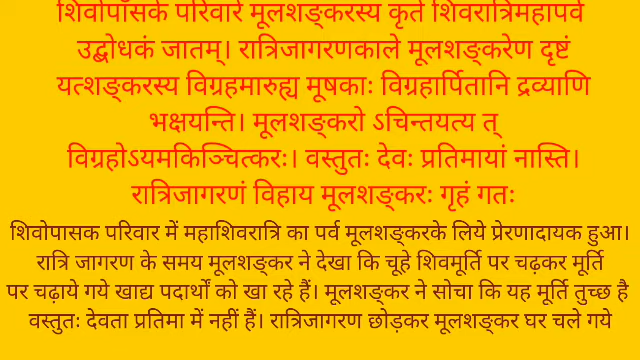 शिवोपासके परिवारे मूलशङ्करस्य कृते शिवरात्रिमहापर्व
उद्बोधकं जातम्। रात्रिजागरणकाले मूलशङ्करेण दृष्टं
यत्शङ्करस्य विग्रहमारुह्य मूषकाः विग्रहार्पितानि द्रव्याणि
भक्षयन्ति। मूलशङ्करो ऽचिन्तयत्य त्
विग्रहोऽयमकिञ्चित्करः। वस्तुतः देवः प्रतिमायां नास्ति।
रात्रिजागरणं विहाय मूलशङ्करः गृहं गतः
शिवोपासक परिवार में महाशिवरात्रि का पर्व मूलशङ्करके लिये प्रेरणादायक हुआ।
रात्रि जागरण के समय मूलशङ्कर ने देखा कि चूहे शिवमूर्ति पर चढ़कर मूर्ति
पर चढ़ाये गये खाद्य पदार्थों को खा रहे हैं। मूलशङ्कर ने सोचा कि यह मूर्ति तुच्छ है
वस्तुतः देवता प्रतिमा में नहीं हैं। रात्रिजागरण छोड़कर मूलशङ्कर घर चले गये